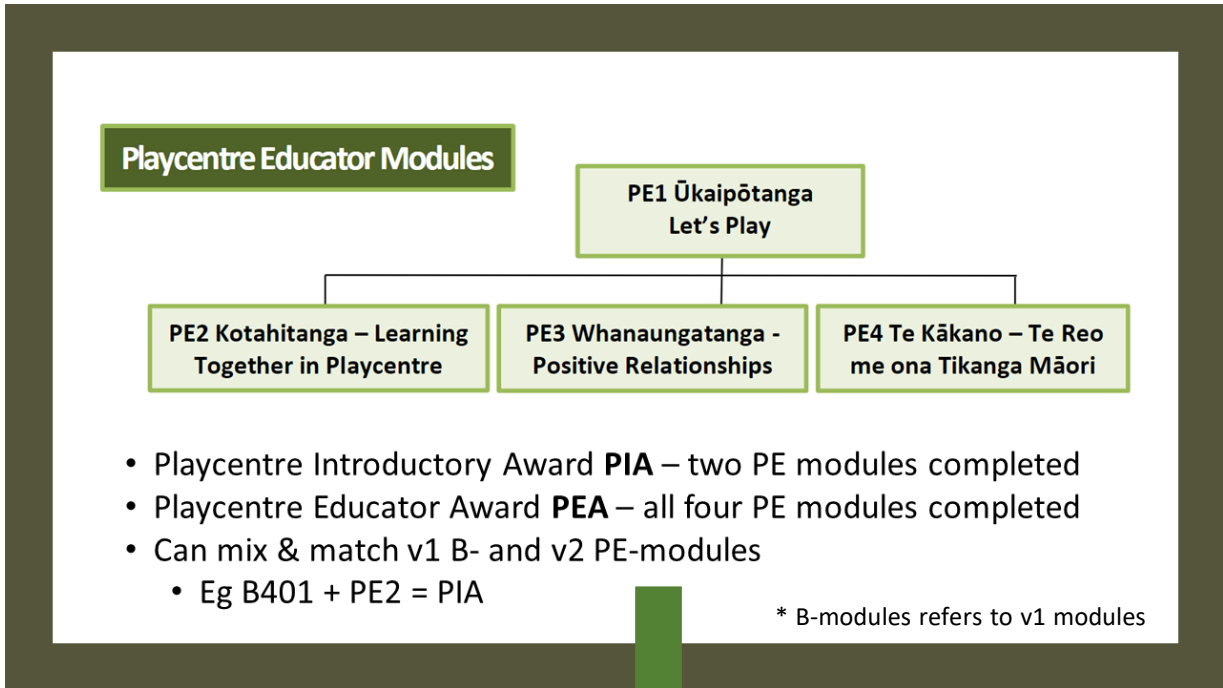 Playcentre Educator Modules
PE1 Ūkaipōtanga
Let's Play
PE2 Kotahitanga – Learning
Together in Playcentre
PE3 Whanaungatanga -
Positive Relationships
PE4 Te Kākano – Te Reo
me ona Tikanga Māori
• Playcentre Introductory Award PIA – two PE modules completed
• Playcentre Educator Award PEA – all four PE modules completed
• Can mix & match v1 B- and v2 PE-modules
• Eg B401 + PE2 = PIA
* B-modules refers to v1 modules